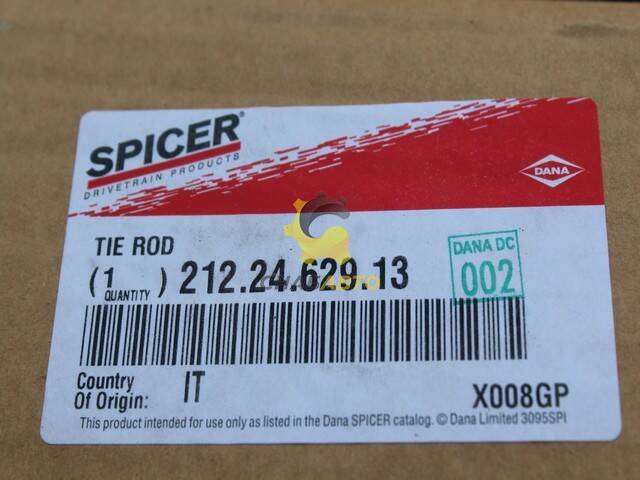 SPICER®
DRIVETRAIN PRODUCTS
DANA
TIE ROD
(1) 212.24.629.13
QUANTITY
DANA DC
002
Country
Of Origin: IT
X008GP
This product intended for use only as listed in the Dana SPICER catalog. © Dana Limited 3095SPI